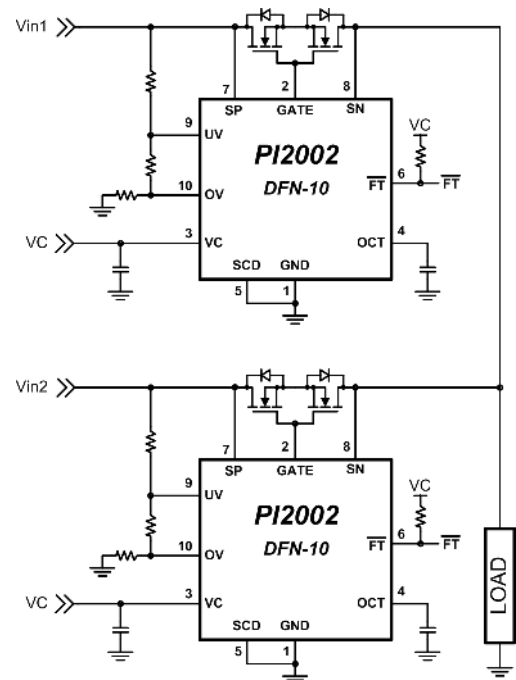 Vin1
7 2 8
SP GATE SN
VC
9 UV
PI2002
6
FT FT
10 OV
DFN-10
VC 3 VC
OCT 4
SCD GND
5 1
Vin2
7 2 8
SP GATE SN
VC
9 UV
PI2002
6
FT FT
10 OV
DFN-10
VC 3 VC
OCT 4
SCD GND
5 1
LOAD